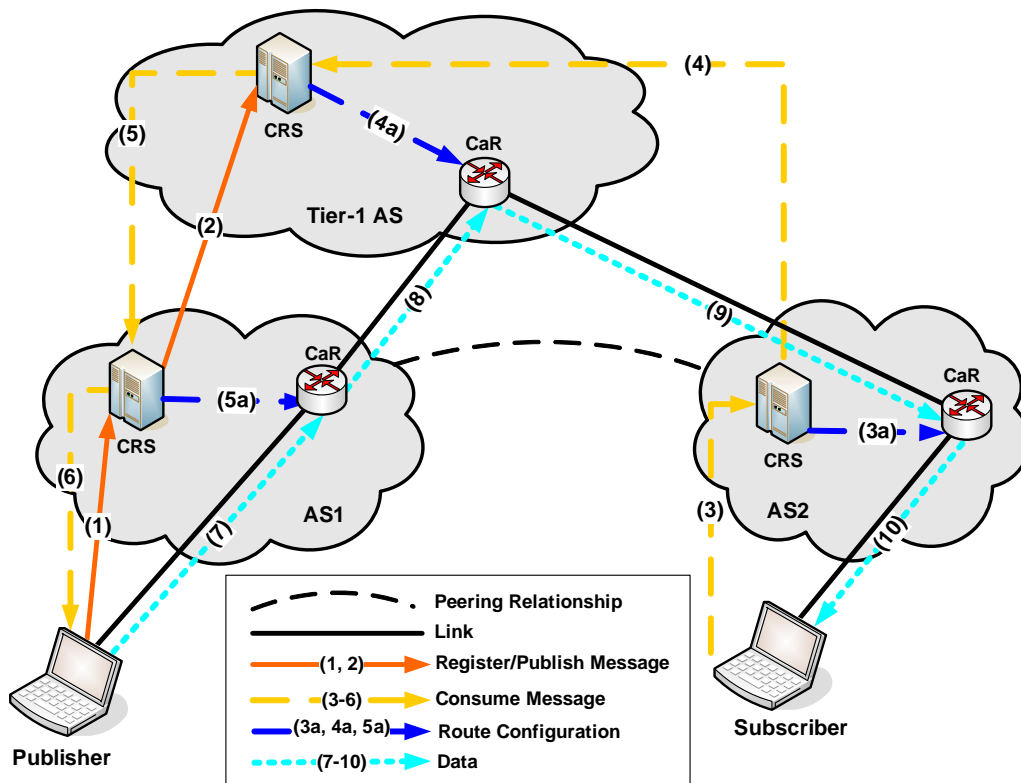 (4)
CRS
(5)
(4a)
CaR
Tier-1 AS
(2)
(8)
(9)
CaR
CaR
(5a)
CRS
(3a)
CRS
(6)
(1)
(7)
AS1
(3)
AS2
(10)
Publisher
Subscriber
Peering Relationship
Link
(1, 2) Register/Publish Message
(3-6) Consume Message
(3a, 4a, 5a) Route Configuration
(7-10) Data